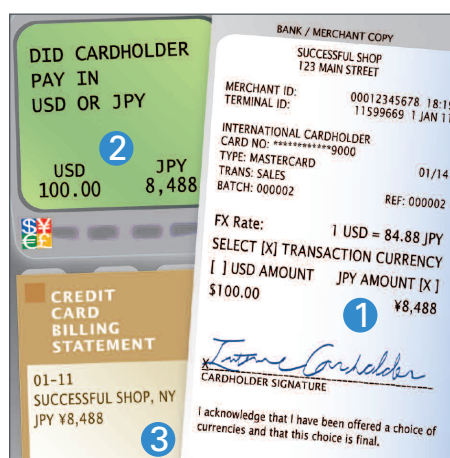 DID CARDHOLDER
PAY IN
USD OR JPY
2
USD JPY
100.00 8,488
$¥
€£
CREDIT
CARD
BILLING
STATEMENT
01-11
SUCCESSFUL SHOP, NY
JPY ¥8,488
3
BANK / MERCHANT COPY
SUCCESSFUL SHOP
123 MAIN STREET
MERCHANT ID: 00012345678 18:19
TERMINAL ID: 11599669 1 JAN 11
INTERNATIONAL CARDHOLDER
CARD NO: ************9000
TYPE: MASTERCARD 01/14
TRANS: SALES
BATCH: 000002 REF: 000002
FX Rate: 1 USD = 84.88 JPY
SELECT [X] TRANSACTION CURRENCY
[ ] USD AMOUNT JPY AMOUNT [X ]
$100.00 ¥8,488
1
x
CARDHOLDER SIGNATURE
I acknowledge that I have been offered a choice of
currencies and that this choice is final.